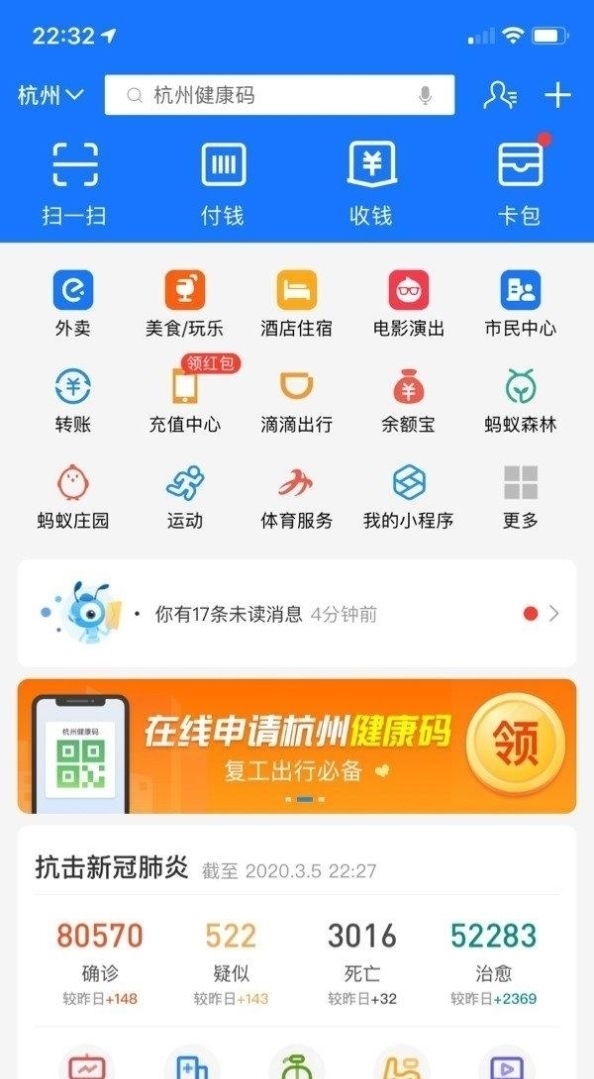 22:32
杭州 杭州健康码
扫一扫 付钱 收钱 卡包
外卖 美食/玩乐 酒店住宿 电影演出 市民中心
领红包
转账 充值中心 滴滴出行 余额宝 蚂蚁森林
蚂蚁庄园 运动 体育服务 我的小程序 更多
· 你有17条未读消息 4分钟前
杭州健康码
在线申请杭州健康码
复工出行必备
领
抗击新冠肺炎 截至 2020.3.5 22:27
80570 522 3016 52283
确诊 疑似 死亡 治愈
较昨日+148 较昨日+143 较昨日+32 较昨日+2369